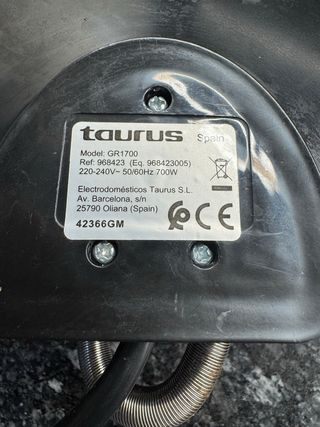 taurus Spain
Model: GR1700
Ref: 968423 (Eq. 968423005)
220-240V~ 50/60Hz 700W
Electrodomésticos Taurus S.L.
Av. Barcelona, s/n
25790 Oliana (Spain)
42366GM
CE